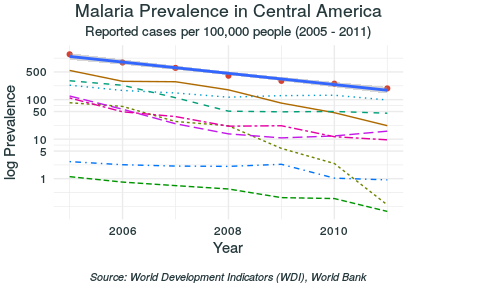 Malaria Prevalence in Central America
Reported cases per 100,000 people (2005 - 2011)
log Prevalence
500
100
50
10
5
1
2006
2008
2010
Year
Source: World Development Indicators (WDI), World Bank